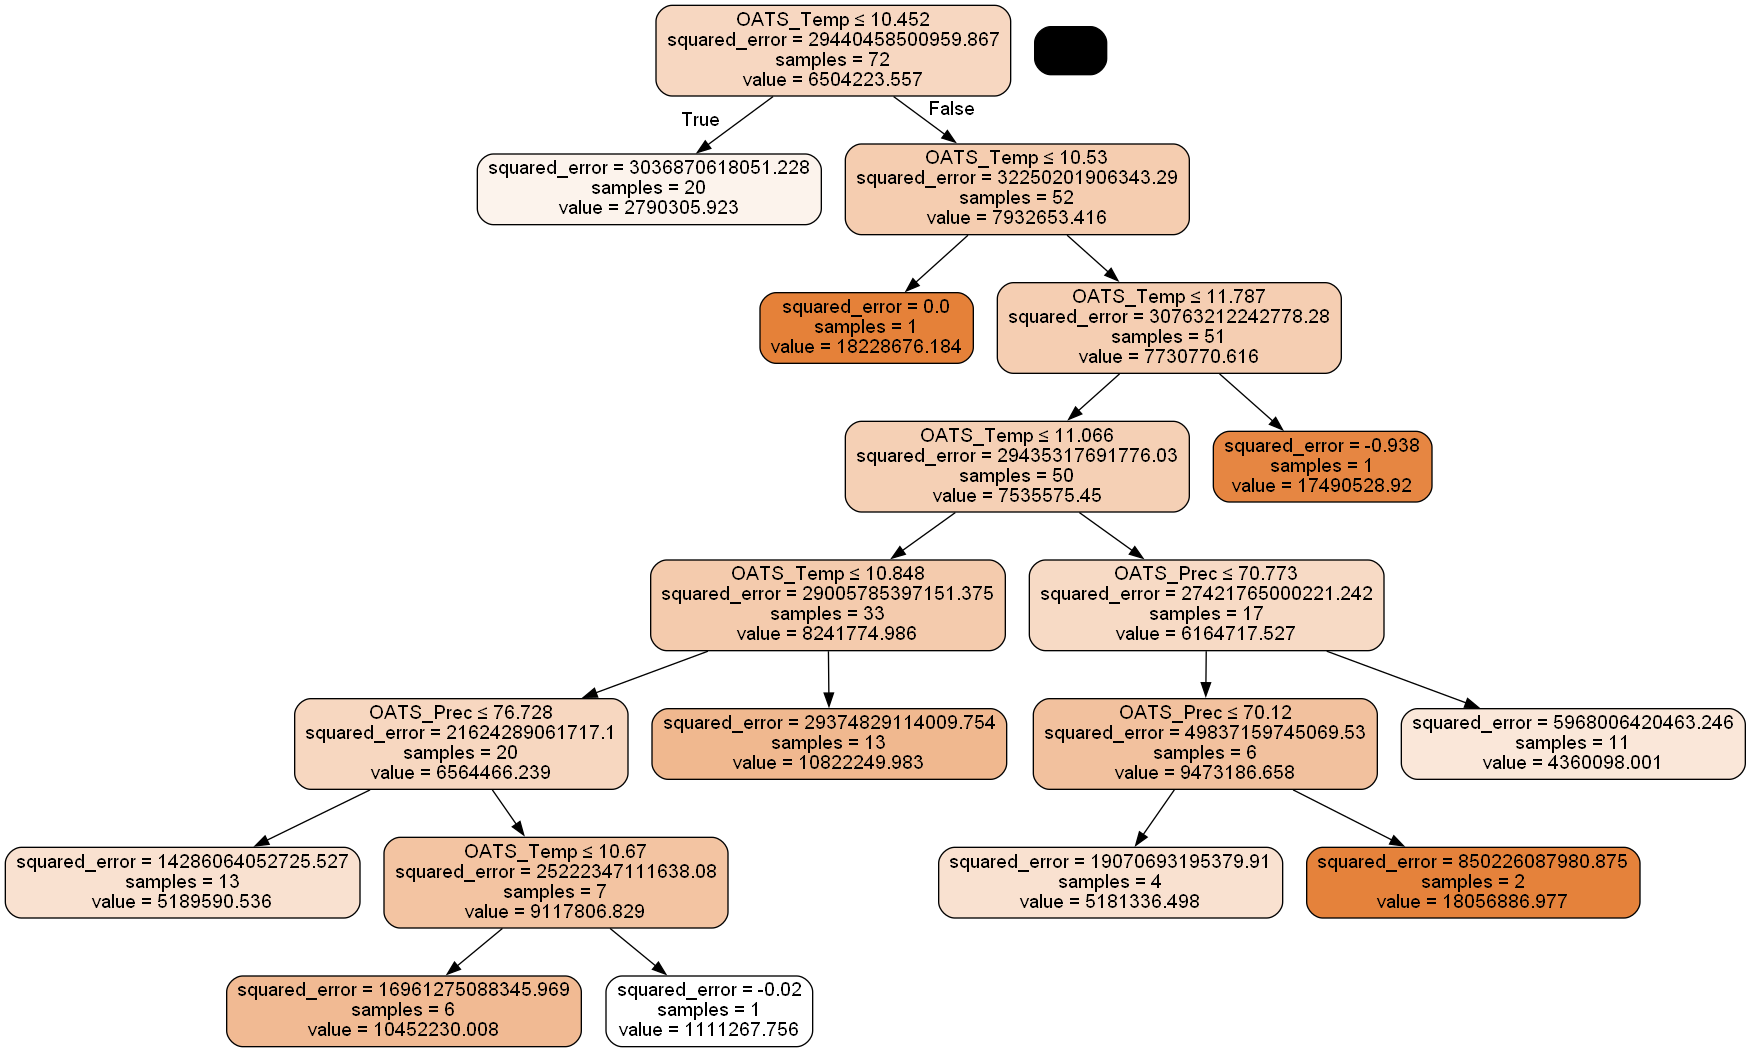 OATS_Temp ≤ 10.452
squared_error = 29440458500959.867
samples = 72
value = 6504223.557
True
False
squared_error = 3036870618051.228
samples = 20
value = 2790305.923
OATS_Temp ≤ 10.53
squared_error = 32250201906343.29
samples = 52
value = 7932653.416
squared_error = 0.0
samples = 1
value = 18228676.184
OATS_Temp ≤ 11.787
squared_error = 30763212242778.28
samples = 51
value = 7730770.616
OATS_Temp ≤ 11.066
squared_error = 29435317691776.03
samples = 50
value = 7535575.45
squared_error = -0.938
samples = 1
value = 17490528.92
OATS_Temp ≤ 10.848
squared_error = 29005785397151.375
samples = 33
value = 8241774.986
OATS_Prec ≤ 70.773
squared_error = 27421765000221.242
samples = 17
value = 6164717.527
OATS_Prec ≤ 76.728
squared_error = 21624289061717.1
samples = 20
value = 6564466.239
squared_error = 29374829114009.754
samples = 13
value = 10822249.983
OATS_Prec ≤ 70.12
squared_error = 49837159745069.53
samples = 6
value = 9473186.658
squared_error = 5968006420463.246
samples = 11
value = 4360098.001
squared_error = 14286064052725.527
samples = 13
value = 5189590.536
OATS_Temp ≤ 10.67
squared_error = 25222347111638.08
samples = 7
value = 9117806.829
squared_error = 19070693195379.91
samples = 4
value = 5181336.498
squared_error = 850226087980.875
samples = 2
value = 18056886.977
squared_error = 16961275088345.969
samples = 6
value = 10452230.008
squared_error = -0.02
samples = 1
value = 1111267.756